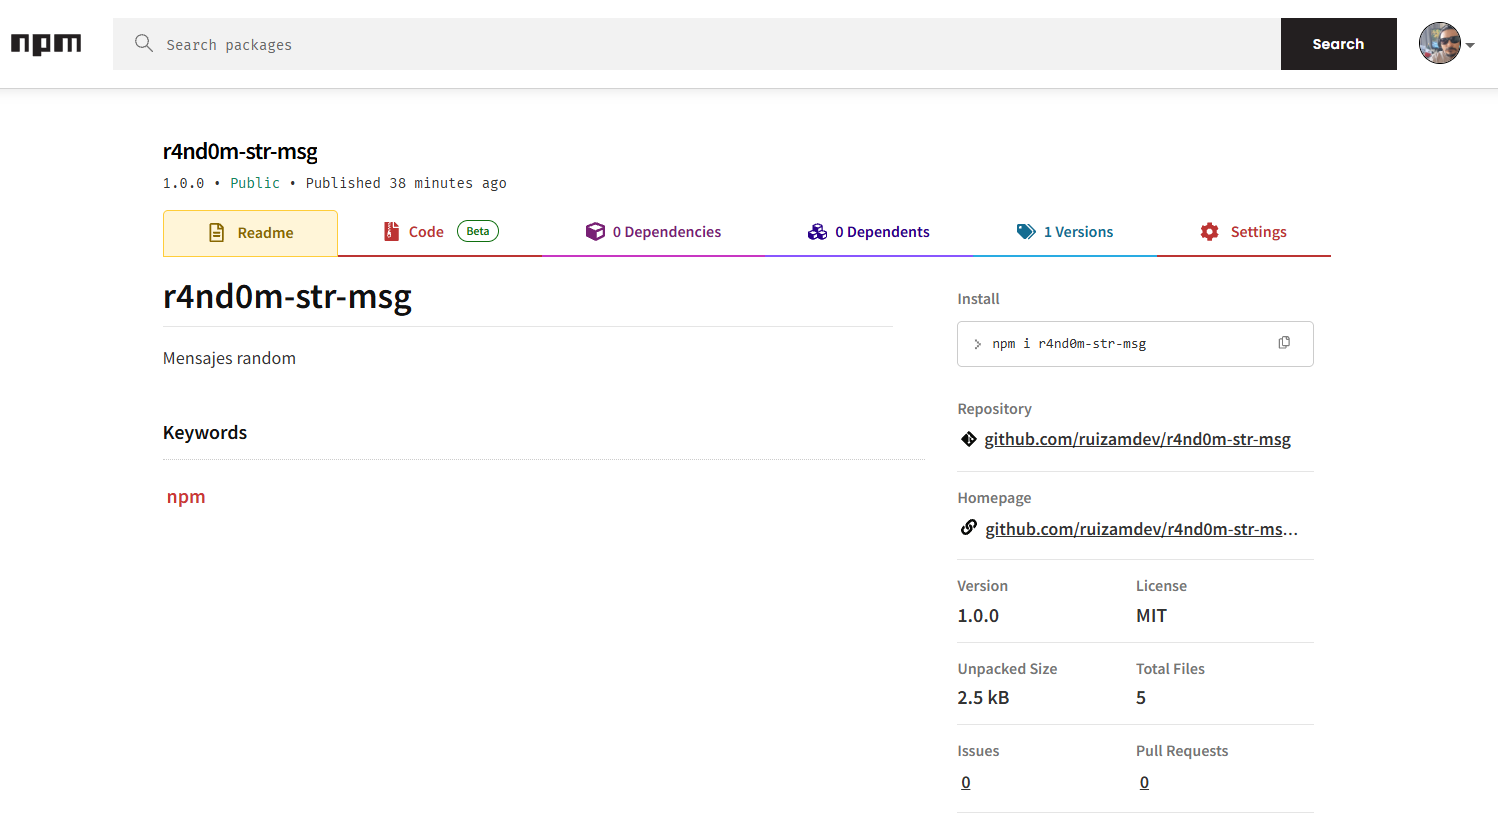 npm
Search packages
Search
r4nd0m-str-msg
1.0.0 • Public • Published 38 minutes ago
Readme
Code Beta
0 Dependencies
0 Dependents
1 Versions
Settings
r4nd0m-str-msg
Mensajes random
Keywords
npm
Install
npm i r4nd0m-str-msg
Repository
github.com/ruizamdev/r4nd0m-str-msg
Homepage
github.com/ruizamdev/r4nd0m-str-ms...
Version License
1.0.0 MIT
Unpacked Size Total Files
2.5 kB 5
Issues Pull Requests
0 0